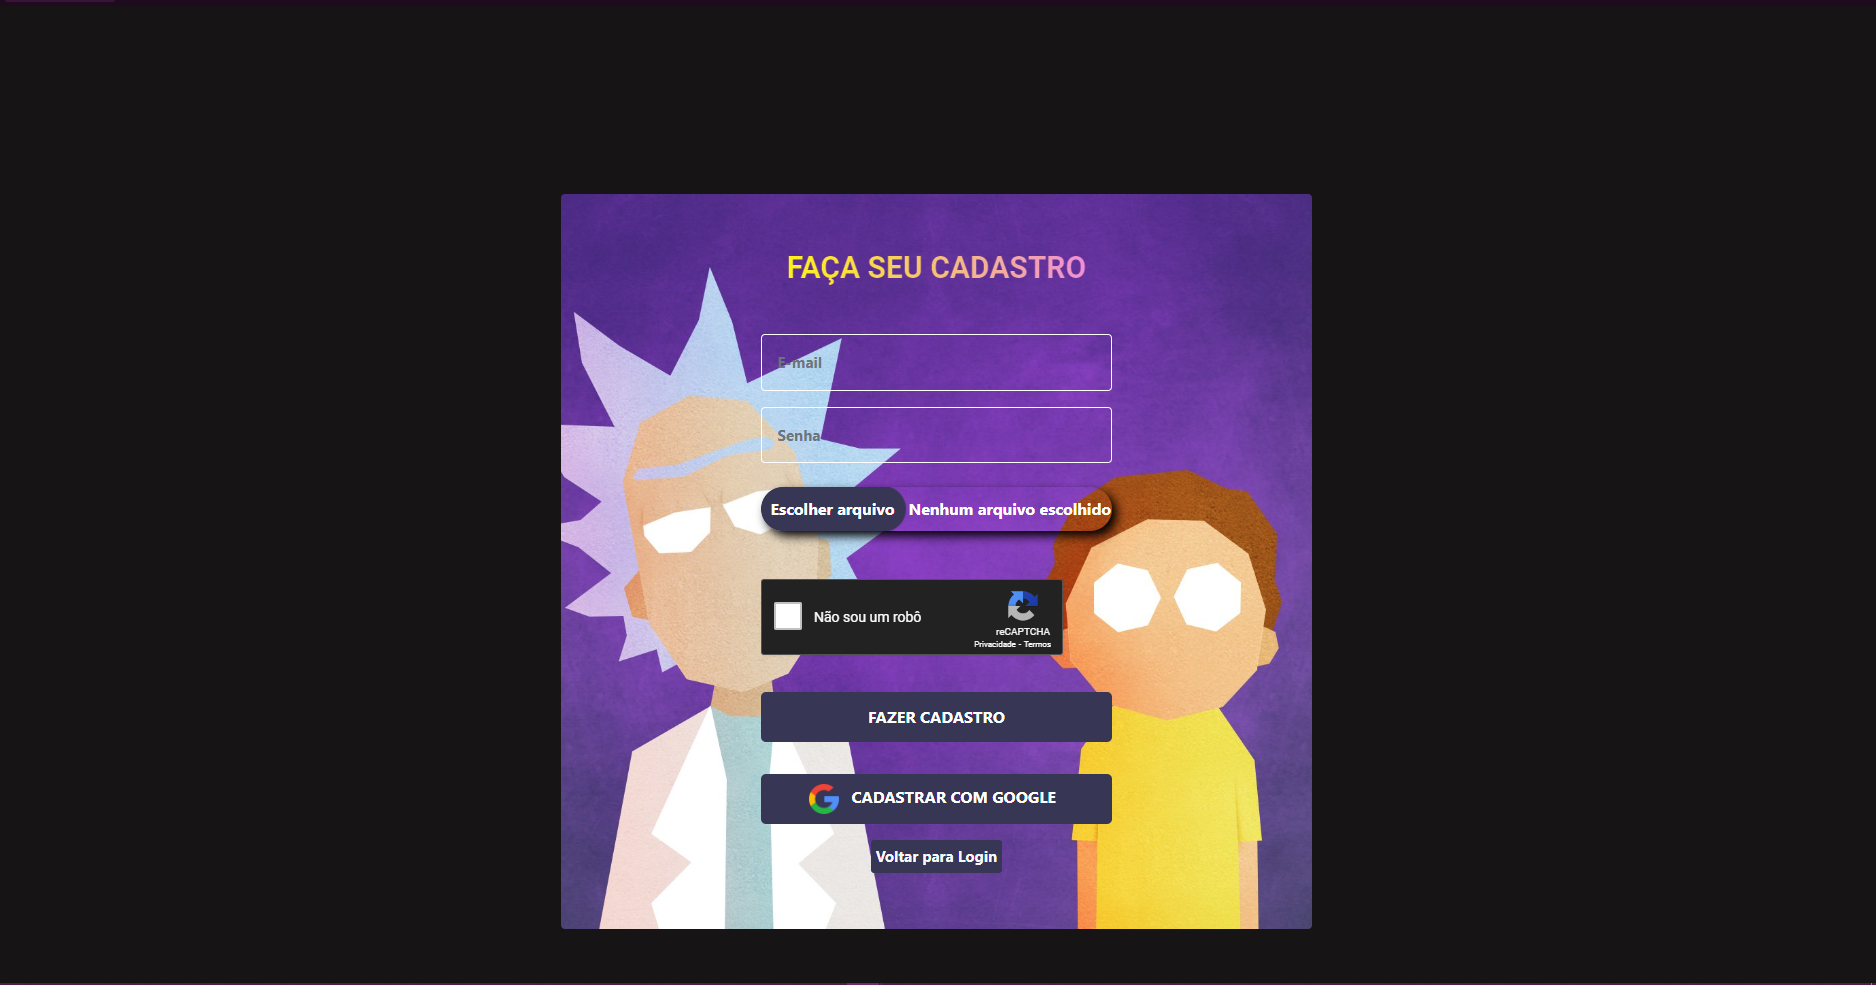 FAÇA SEU CADASTRO
E-mail
Senha
Escolher arquivo Nenhum arquivo escolhido
Não sou um robô
reCAPTCHA
Privacidade - Termos
FAZER CADASTRO
CADASTRAR COM GOOGLE
Voltar para Login